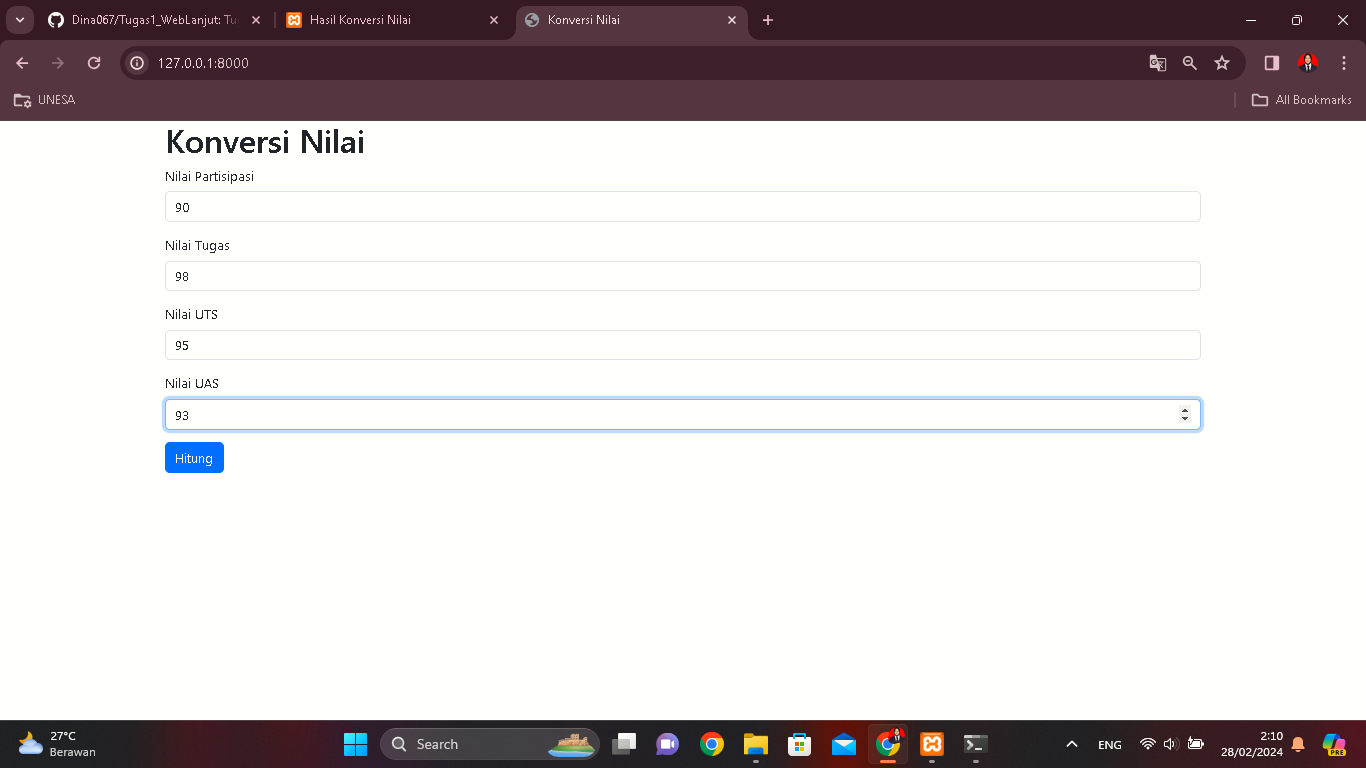 Dina067/Tugas1_WebLanjut: Tu
Hasil Konversi Nilai
Konversi Nilai
127.0.0.1:8000
UNESA
All Bookmarks
Konversi Nilai
Nilai Partisipasi
90
Nilai Tugas
98
Nilai UTS
95
Nilai UAS
93
Hitung
27°C
Berawan
Search
ENG
2:10
28/02/2024
PRE